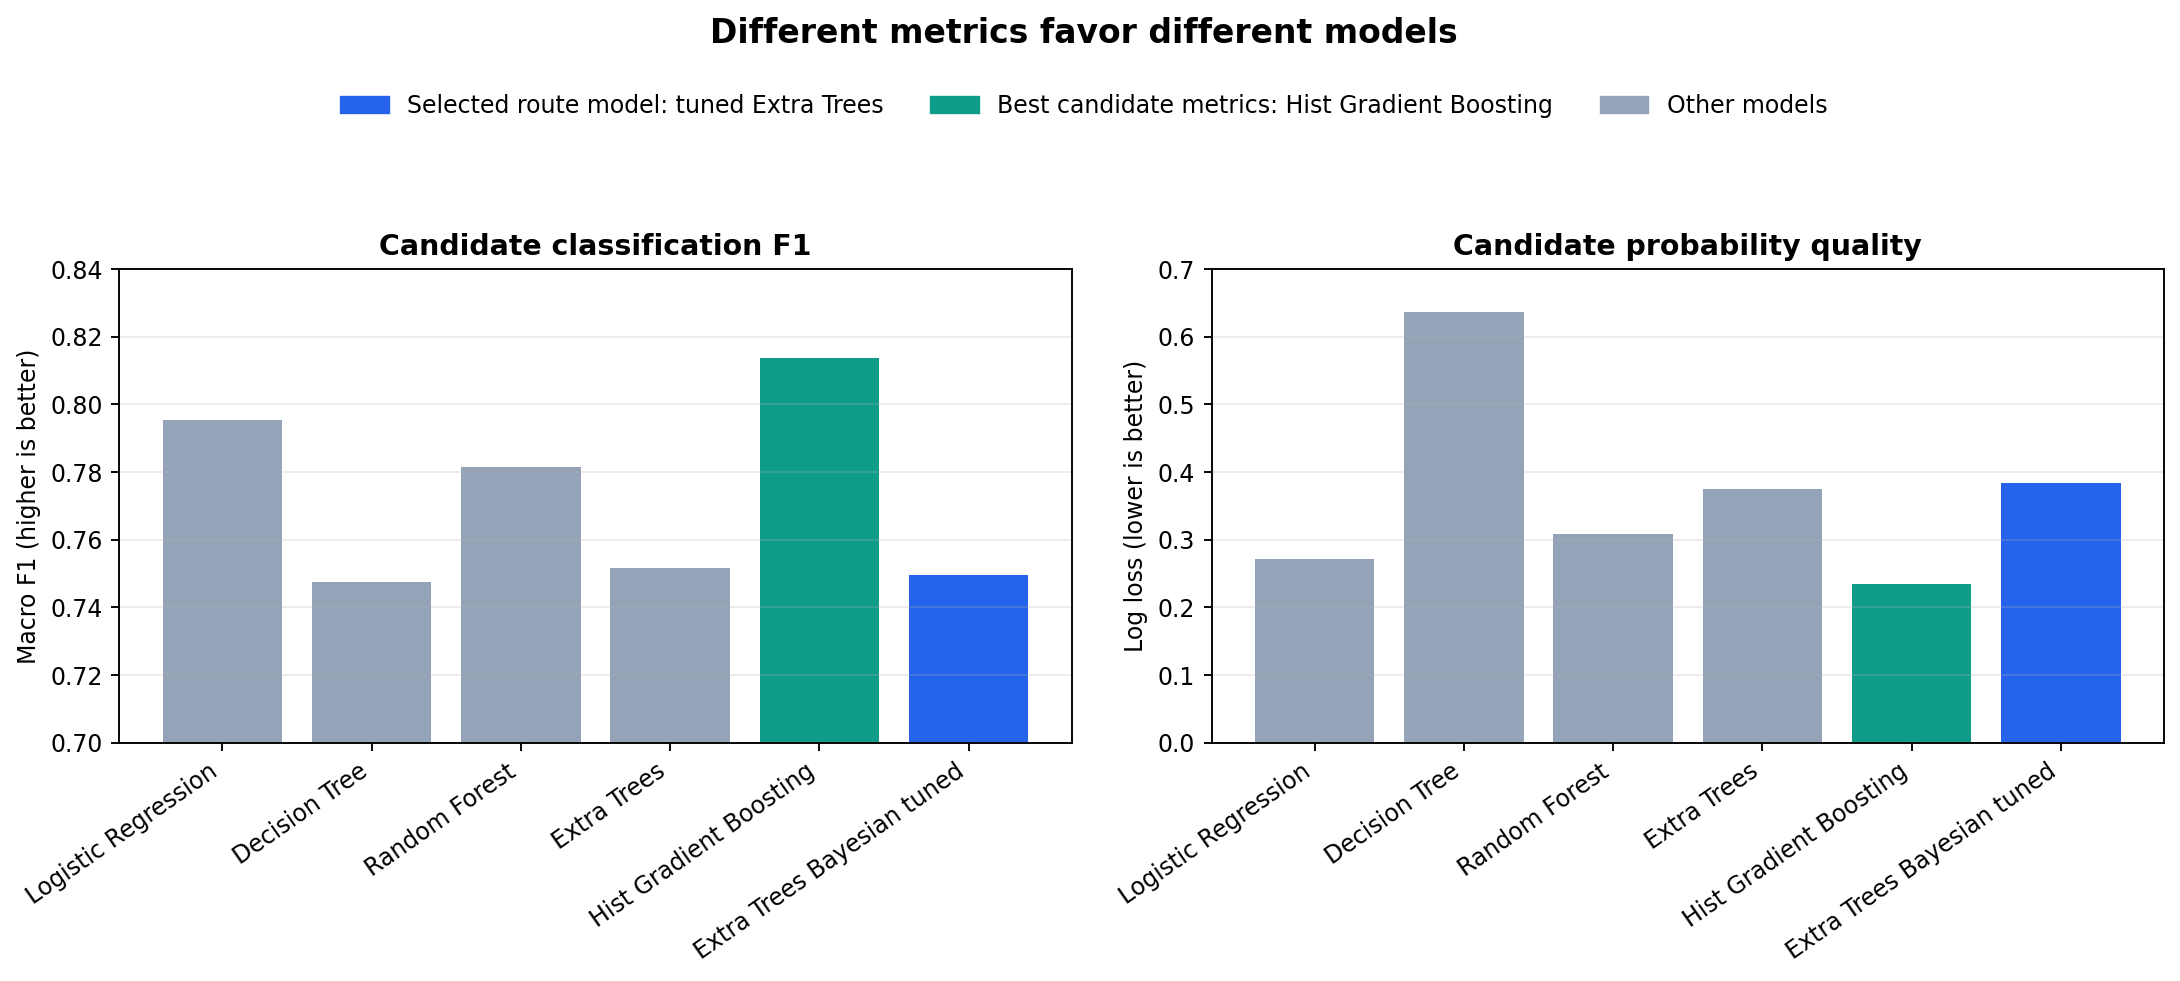 Different metrics favor different models
Selected route model: tuned Extra Trees
Best candidate metrics: Hist Gradient Boosting
Other models
Candidate classification F1
Macro F1 (higher is better)
0.84
0.82
0.80
0.78
0.76
0.74
0.72
0.70
Logistic Regression
Decision Tree
Random Forest
Extra Trees
Hist Gradient Boosting
Extra Trees Bayesian tuned
Candidate probability quality
Log loss (lower is better)
0.7
0.6
0.5
0.4
0.3
0.2
0.1
0.0
Logistic Regression
Decision Tree
Random Forest
Extra Trees
Hist Gradient Boosting
Extra Trees Bayesian tuned